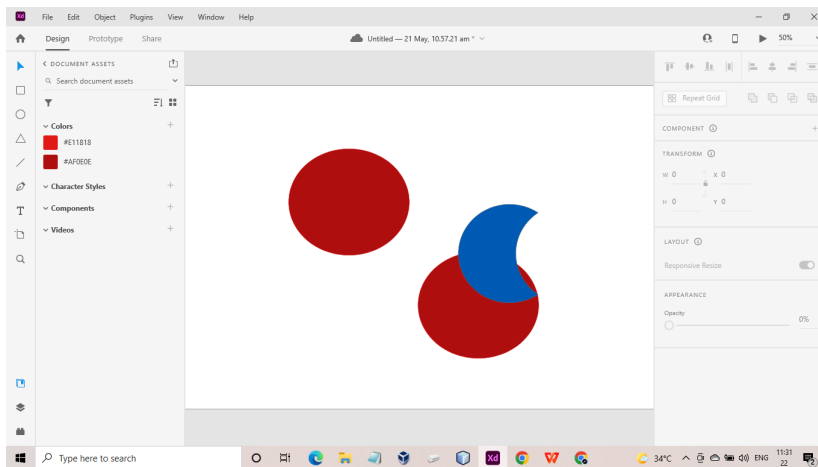 Xd File Edit Object Plugins View Window Help
Design Prototype Share Untitled — 21 May, 10.57.21 am * 50%
DOCUMENT ASSETS
Search document assets
Repeat Grid
Colors
#E11818
#AF0E0E
Character Styles
Components
Videos
COMPONENT
TRANSFORM
W 0 X 0
H 0 Y 0
LAYOUT
Responsive Resize
APPEARANCE
Opacity
0%
Type here to search Xd 34°C ENG 11:31
22 2